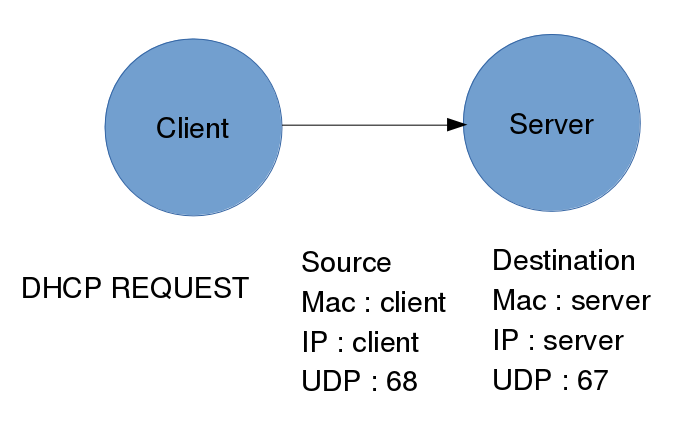 Client
Server
DHCP REQUEST
Source
Mac : client
IP : client
UDP : 68
Destination
Mac : server
IP : server
UDP : 67